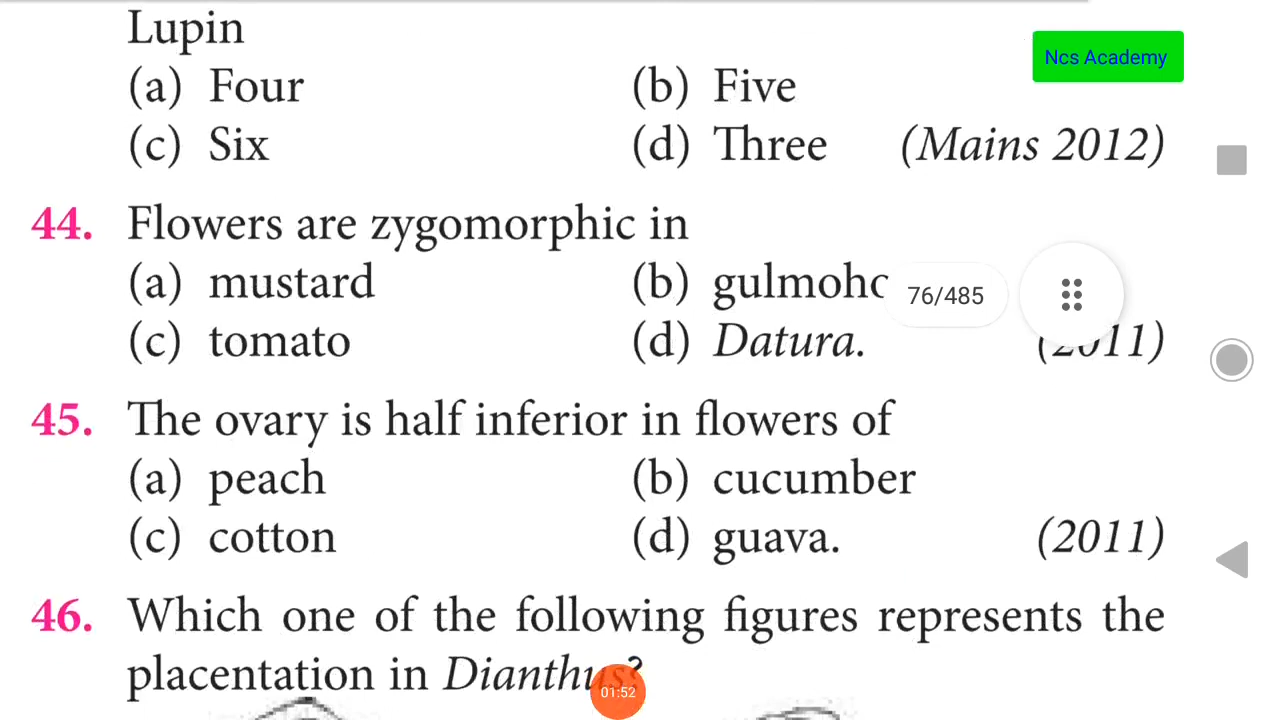 Lupin
Ncs Academy
(a) Four (b) Five
(c) Six (d) Three (Mains 2012)
44. Flowers are zygomorphic in
(a) mustard (b)
76/485
(c) tomato (d) Datura. (2011)
45. The ovary is half inferior in flowers of
(a) peach (b) cucumber
(c) cotton (d) guava. (2011)
46. Which one of the following figures represents the
placentation in Dianthus?
01:52